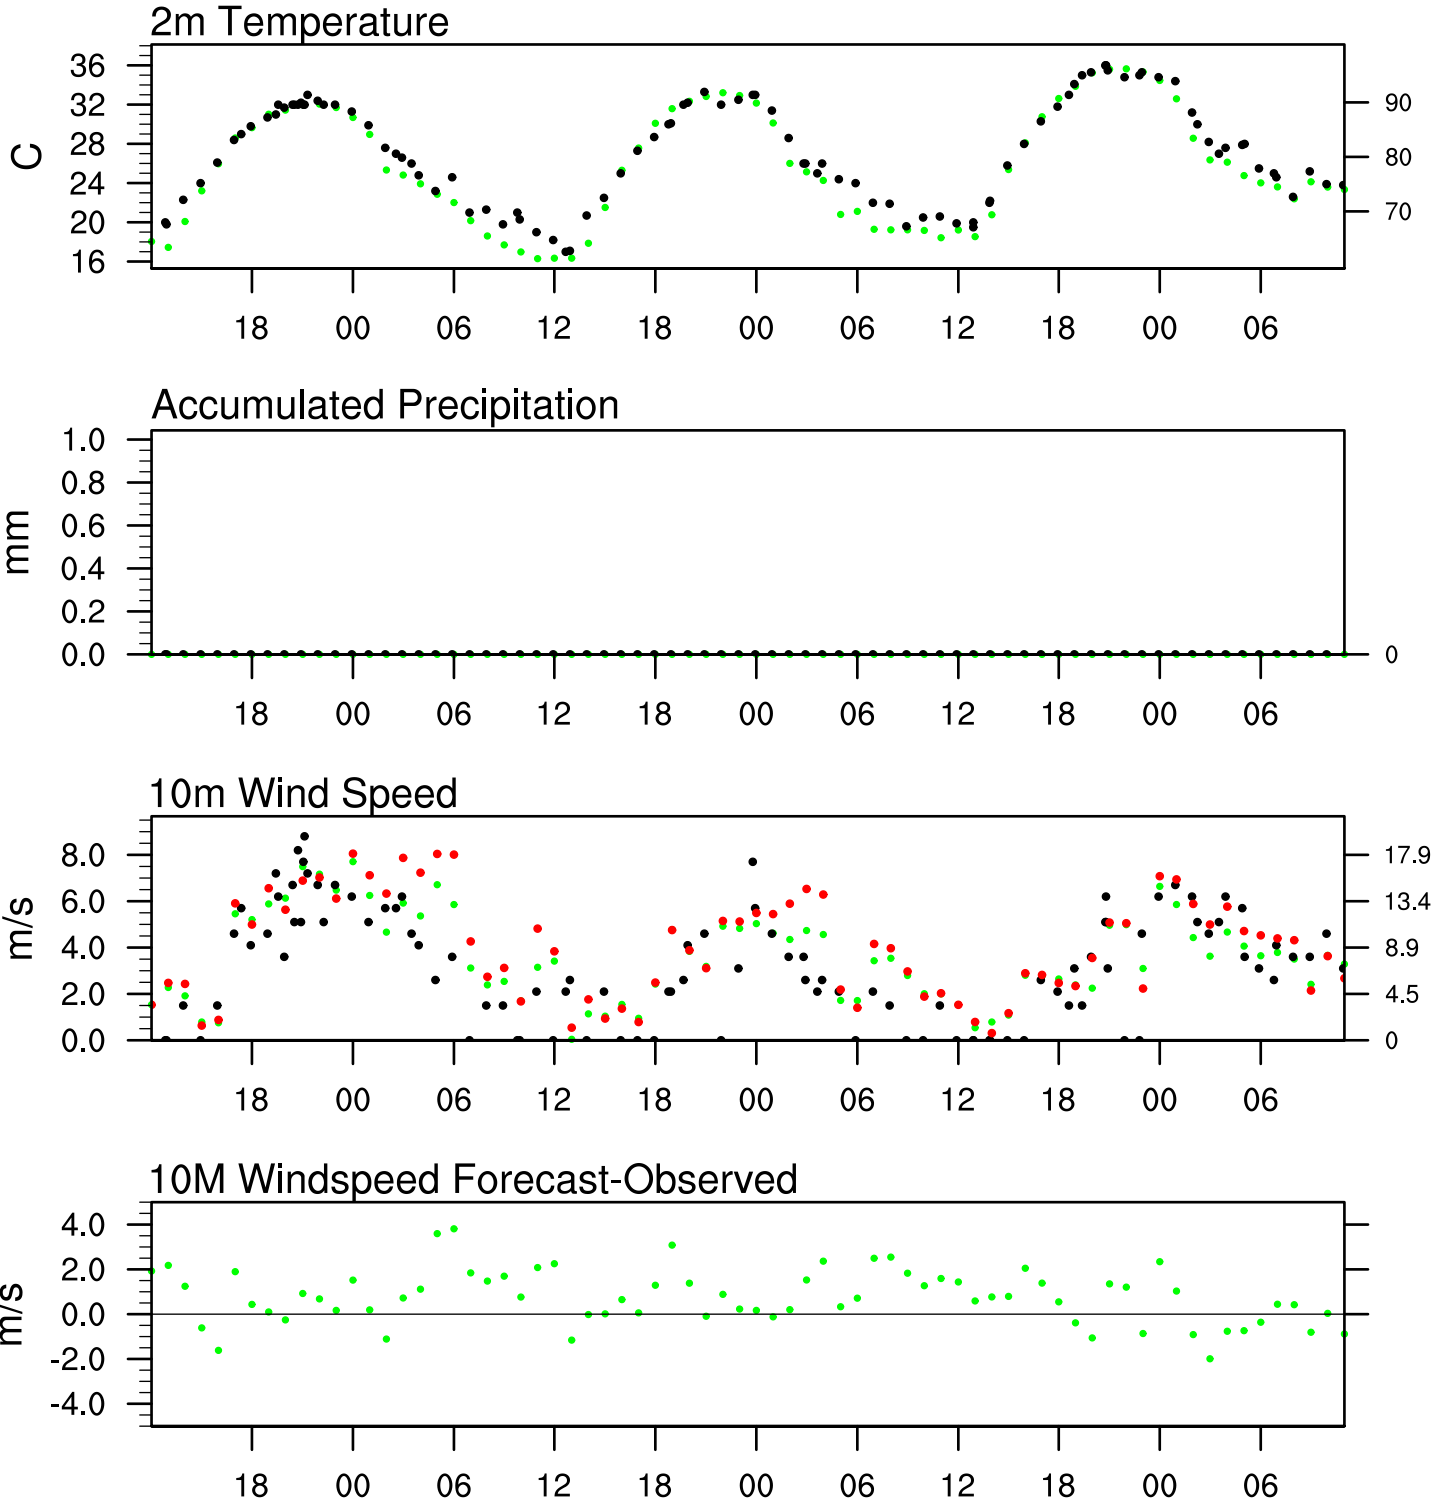 2m Temperature
36
32
28
24
20
16
C
90
80
70
18 00 06 12 18 00 06 12 18 00 06
Accumulated Precipitation
1.0
0.8
0.6
0.4
0.2
0.0
mm
0
18 00 06 12 18 00 06 12 18 00 06
10m Wind Speed
8.0
6.0
4.0
2.0
0.0
m/s
17.9
13.4
8.9
4.5
0
18 00 06 12 18 00 06 12 18 00 06
10M Windspeed Forecast-Observed
4.0
2.0
0.0
-2.0
-4.0
m/s
18 00 06 12 18 00 06 12 18 00 06